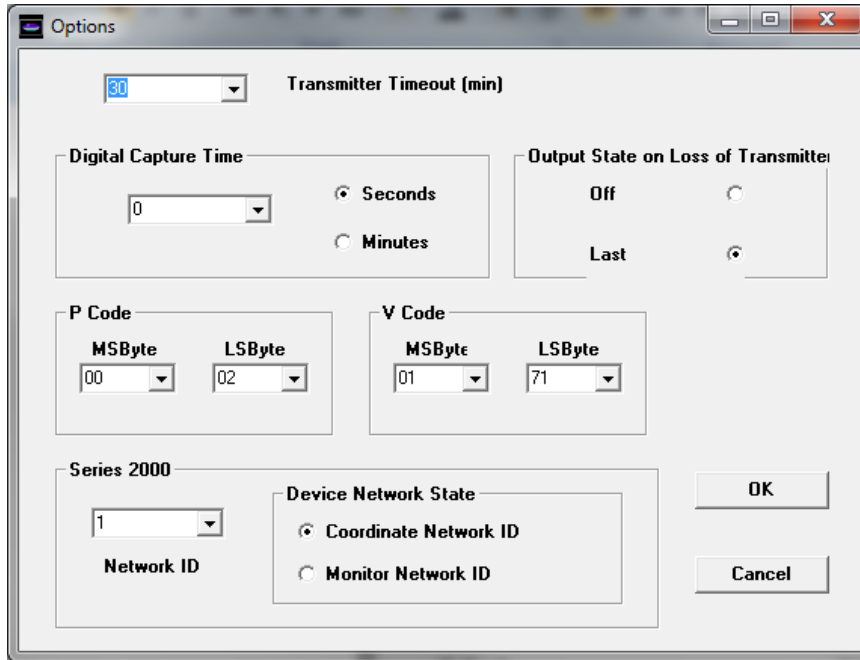 Options
30
Transmitter Timeout (min)
Digital Capture Time
0
Seconds
Minutes
Output State on Loss of Transmitter
Off
Last
P Code
MSByte
LSByte
00
02
V Code
MSByte
LSByte
01
71
Series 2000
1
Network ID
Device Network State
Coordinate Network ID
Monitor Network ID
OK
Cancel